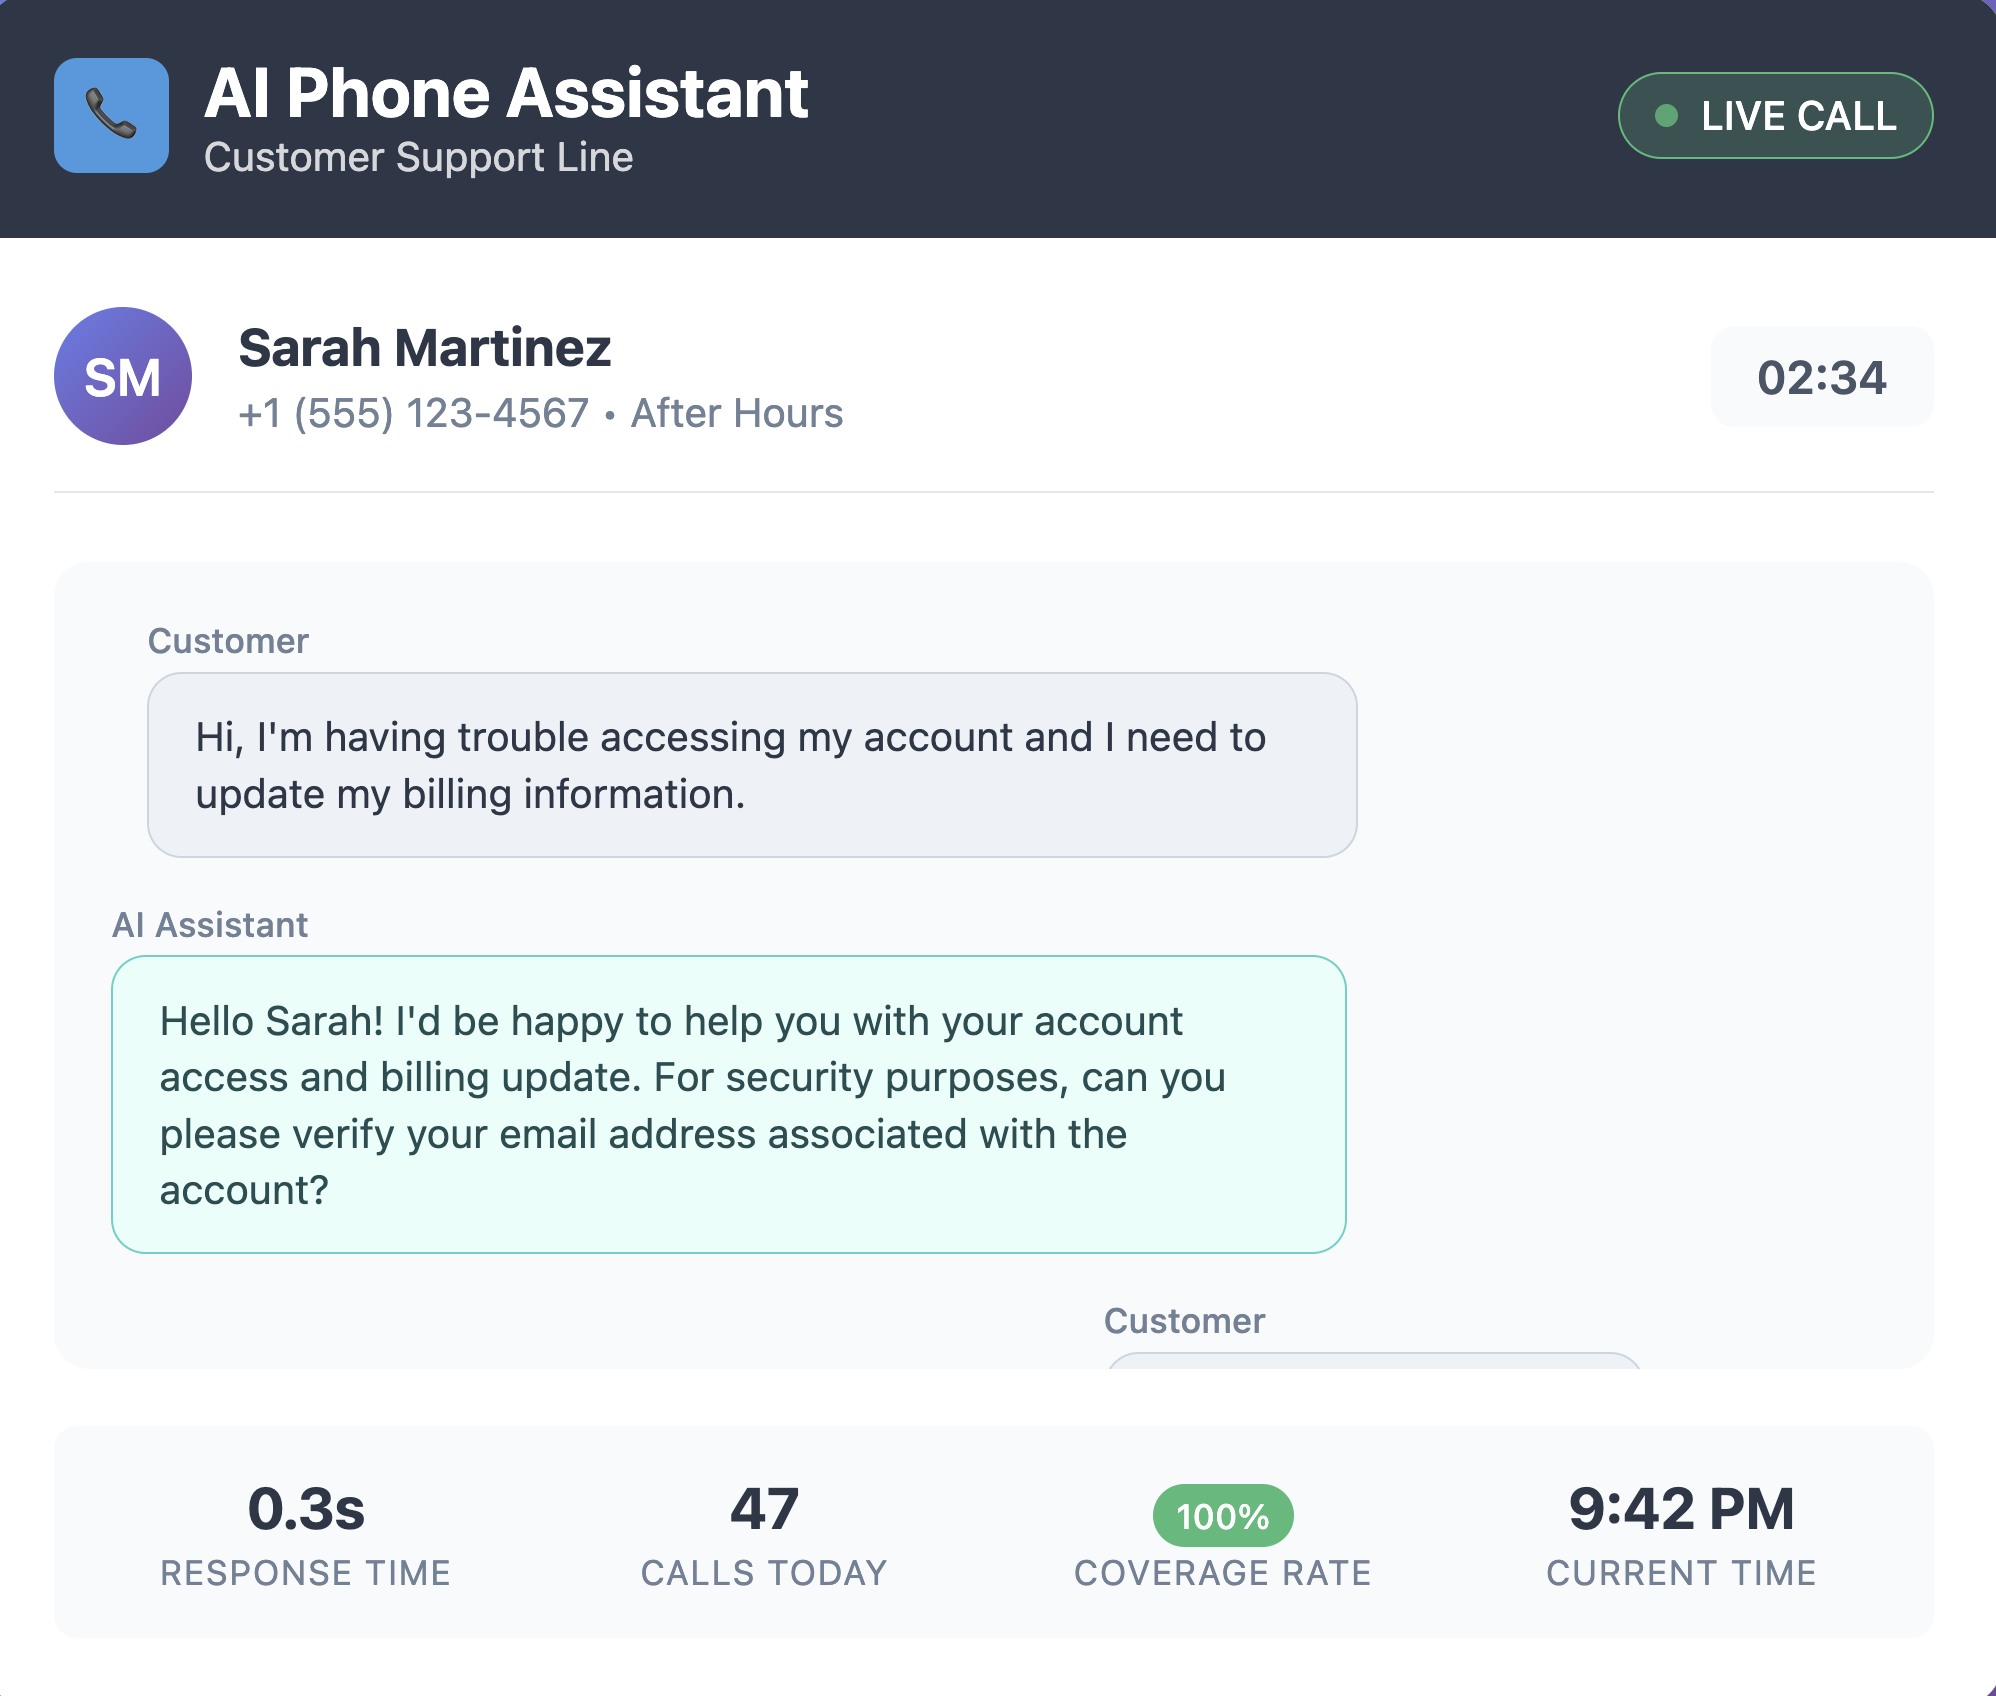 AI Phone Assistant
Customer Support Line
LIVE CALL
SM
Sarah Martinez
+1 (555) 123-4567 • After Hours
02:34
Customer
Hi, I'm having trouble accessing my account and I need to
update my billing information.
AI Assistant
Hello Sarah! I'd be happy to help you with your account
access and billing update. For security purposes, can you
please verify your email address associated with the
account?
Customer
0.3s
RESPONSE TIME
47
CALLS TODAY
100%
COVERAGE RATE
9:42 PM
CURRENT TIME